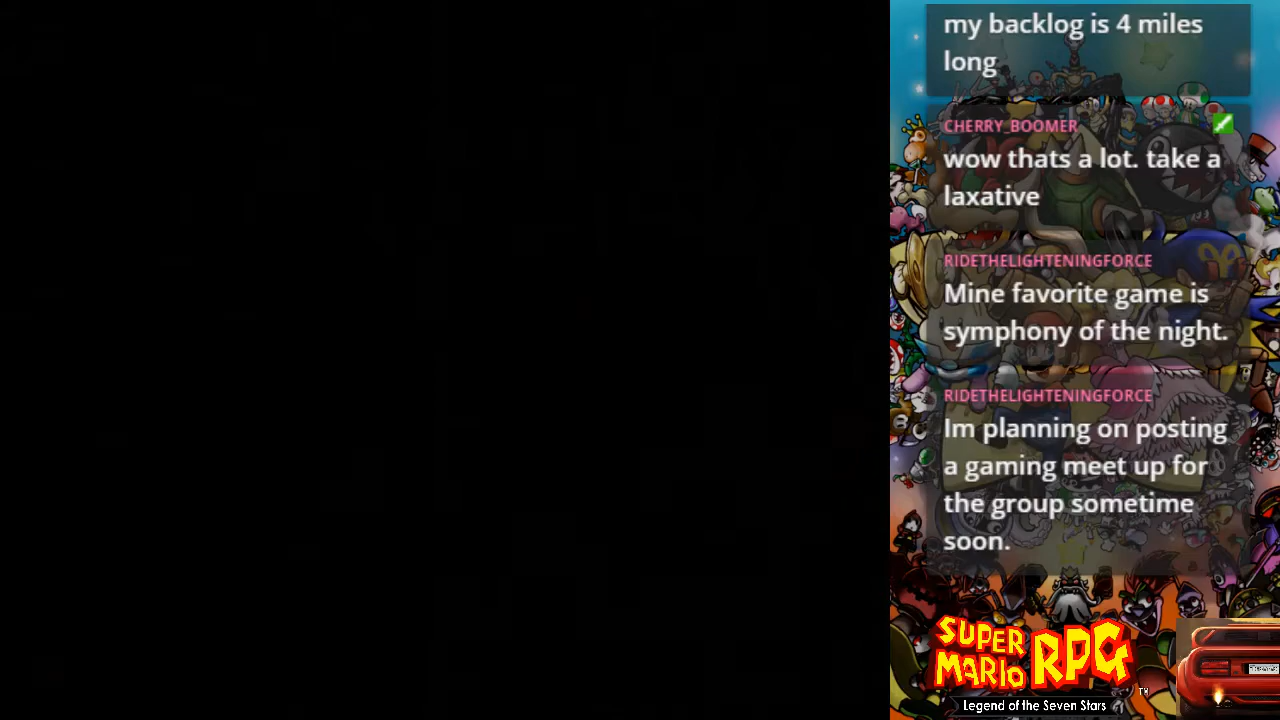 my backlog is 4 miles
long
CHERRY_BOOMER
wow thats a lot. take a
laxative
RIDETHELIGHTENINGFORCE
Mine favorite game is
symphony of the night.
RIDETHELIGHTENINGFORCE
Im planning on posting
a gaming meet up for
the group sometime
soon.
SUPER
MARIO RPG
TM
Legend of the Seven Stars